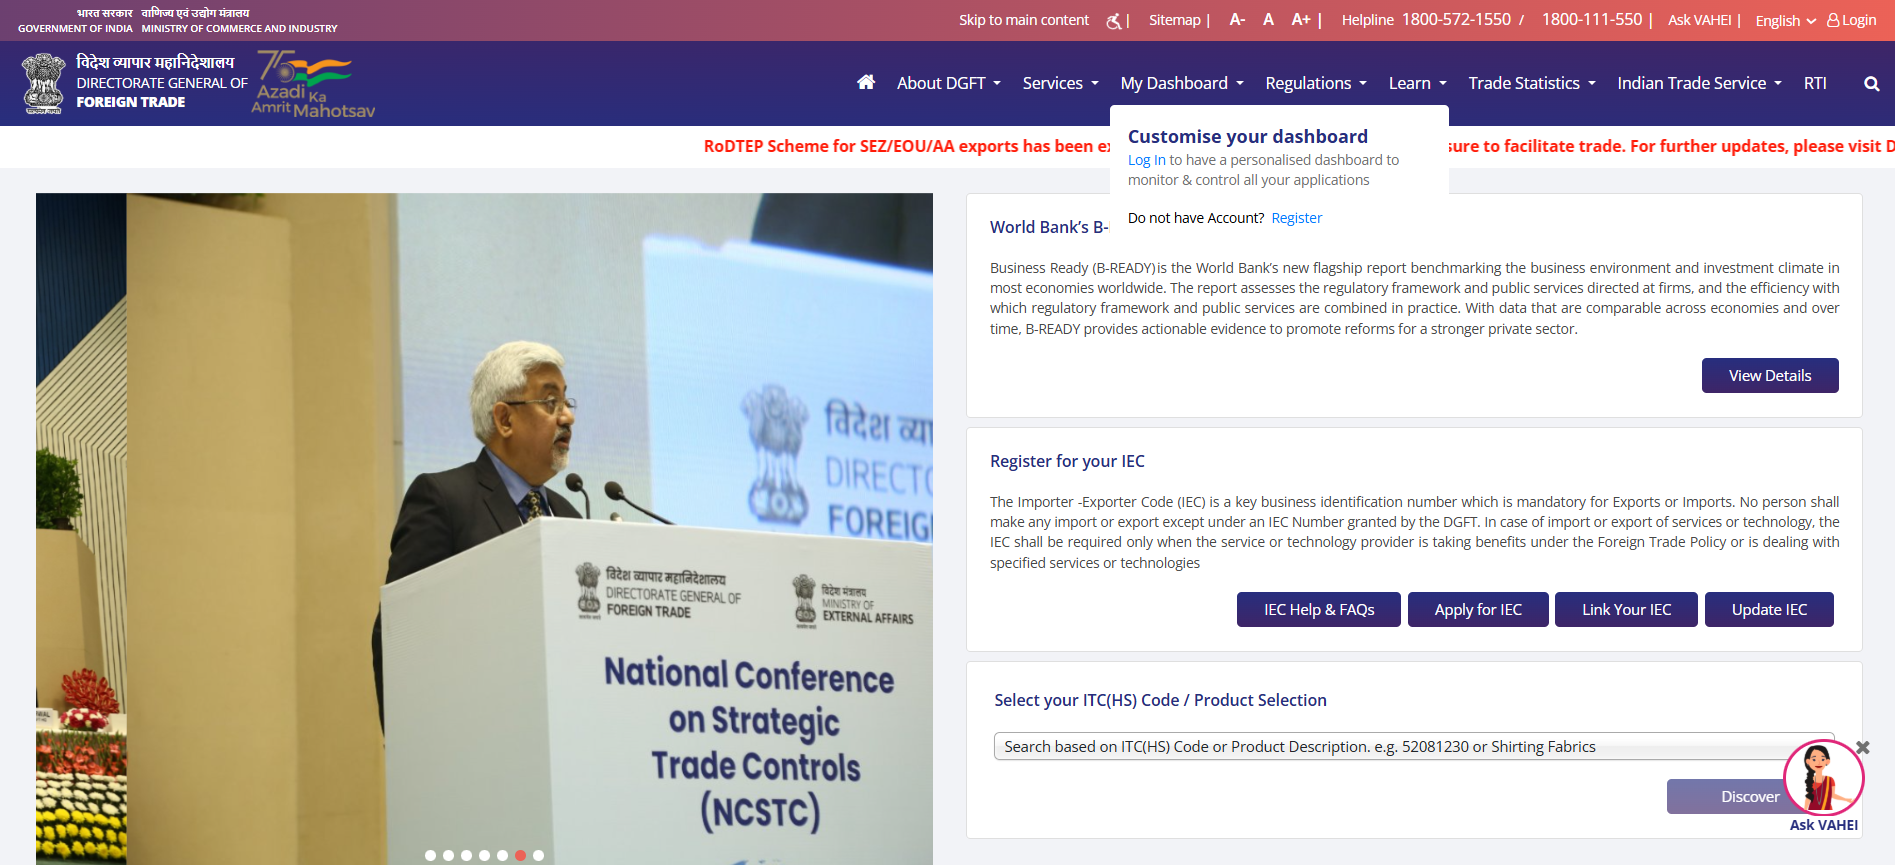 भारत सरकार वाणिज्य एवं उद्योग मंत्रालय
GOVERNMENT OF INDIA MINISTRY OF COMMERCE AND INDUSTRY
Skip to main content | Sitemap | A- A A+ | Helpline 1800-572-1550 / 1800-111-550 | Ask VAHEI | English Login
विदेश व्यापार महानिदेशालय
DIRECTORATE GENERAL OF
FOREIGN TRADE
75
Azadi Ka
Amrit Mahotsav
About DGFT Services My Dashboard Regulations Learn Trade Statistics Indian Trade Service RTI
RoDTEP Scheme for SEZ/EOU/AA exports has been to facilitate trade. For further updates, please visit
Customise your dashboard
Log In to have a personalised dashboard to
monitor & control all your applications
Do not have Account? Register
विदेश
DIRECTO
FOREIG
विदेश व्यापार महानिदेशालय
DIRECTORATE GENERAL OF
FOREIGN TRADE
विदेश मंत्रालय
MINISTRY OF
EXTERNAL AFFAIRS
National Conference
on Strategic
Trade Controls
(NCSTC)
World Bank's B-
Business Ready (B-READY)is the World Bank's new flagship report benchmarking the business environment and investment climate in
most economies worldwide. The report assesses the regulatory framework and public services directed at firms, and the efficiency with
which regulatory framework and public services are combined in practice. With data that are comparable across economies and over
time, B-READY provides actionable evidence to promote reforms for a stronger private sector.
View Details
Register for your IEC
The Importer -Exporter Code (IEC) is a key business identification number which is mandatory for Exports or Imports. No person shall
make any import or export except under an IEC Number granted by the DGFT. In case of import or export of services or technology, the
IEC shall be required only when the service or technology provider is taking benefits under the Foreign Trade Policy or is dealing with
specified services or technologies
IEC Help & FAQs Apply for IEC Link Your IEC Update IEC
Select your ITC(HS) Code / Product Selection
Search based on ITC(HS) Code or Product Description. e.g. 52081230 or Shirting Fabrics
Discover
Ask VAHEI